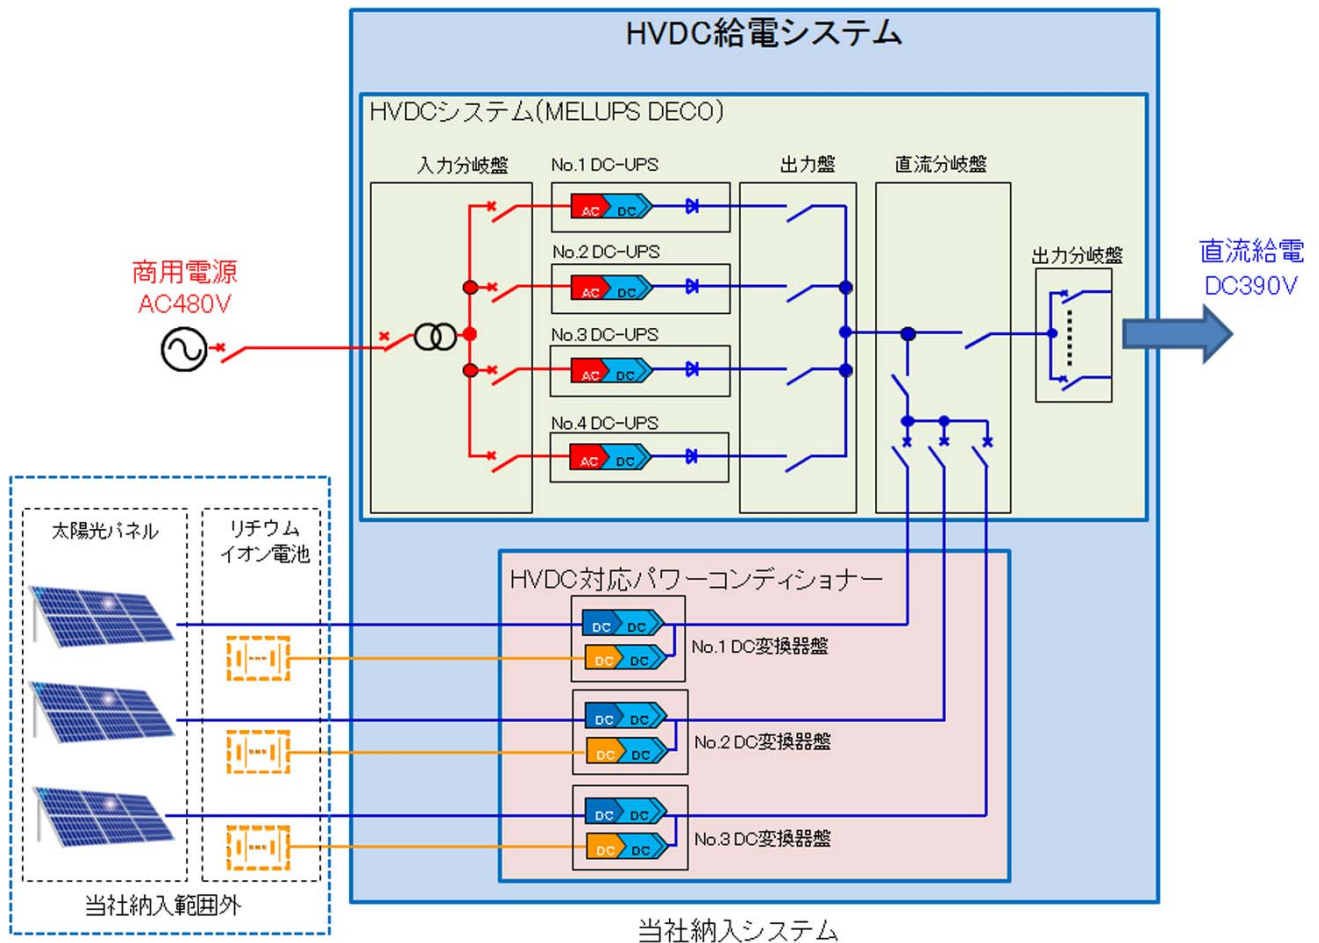 HVDC給電システム
HVDCシステム(MELUPS DECO)
入力分岐盤
No.1 DC-UPS
出力盤
直流分岐盤
AC DC
No.2 DC-UPS
AC DC
出力分岐盤
直流給電
DC390V
商用電源
AC480V
No.3 DC-UPS
AC DC
No.4 DC-UPS
AC DC
太陽光パネル
リチウム
イオン電池
HVDC対応パワーコンディショナー
DC DC
DC DC
No.1 DC変換器盤
DC DC
DC DC
No.2 DC変換器盤
DC DC
DC DC
No.3 DC変換器盤
当社納入範囲外
当社納入システム